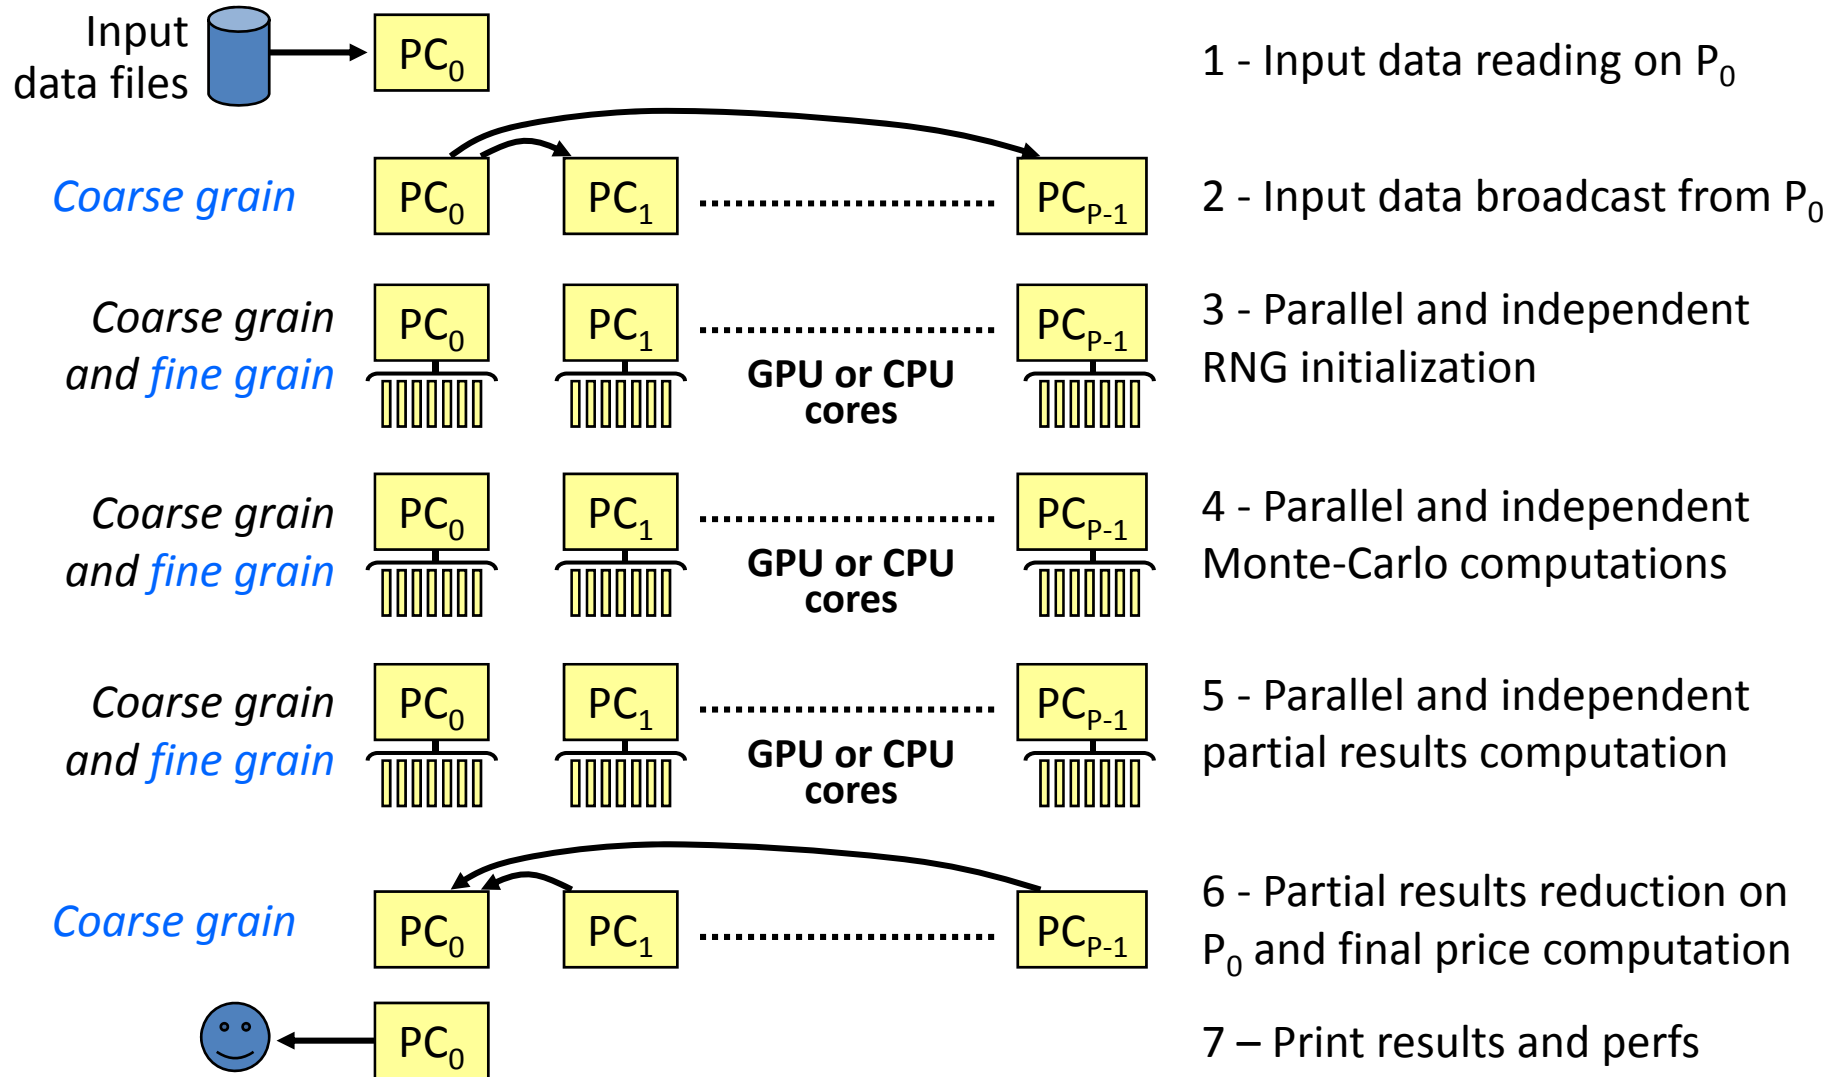 Input
data files
PC₀
1 - Input data reading on P₀
Coarse grain
PC₀ PC₁ PC_P-1
2 - Input data broadcast from P₀
Coarse grain
and fine grain
PC₀ PC₁ PC_P-1
GPU or CPU
cores
3 - Parallel and independent
RNG initialization
Coarse grain
and fine grain
PC₀ PC₁ PC_P-1
GPU or CPU
cores
4 - Parallel and independent
Monte-Carlo computations
Coarse grain
and fine grain
PC₀ PC₁ PC_P-1
GPU or CPU
cores
5 - Parallel and independent
partial results computation
Coarse grain
PC₀ PC₁ PC_P-1
6 - Partial results reduction on
P₀ and final price computation
PC₀
7 – Print results and perfs